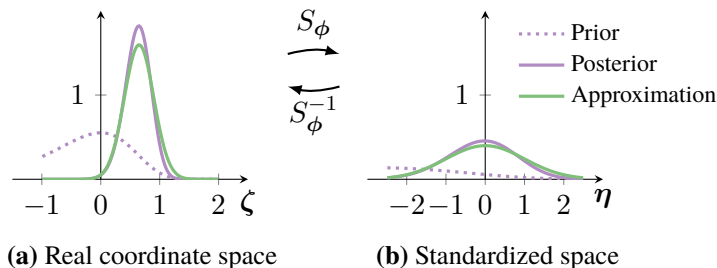 1
−1 0 1 2 ζ
(a) Real coordinate space
S_ϕ
S_ϕ^{-1}
1
−2 −1 0 1 2 η
(b) Standardized space
Prior
Posterior
Approximation